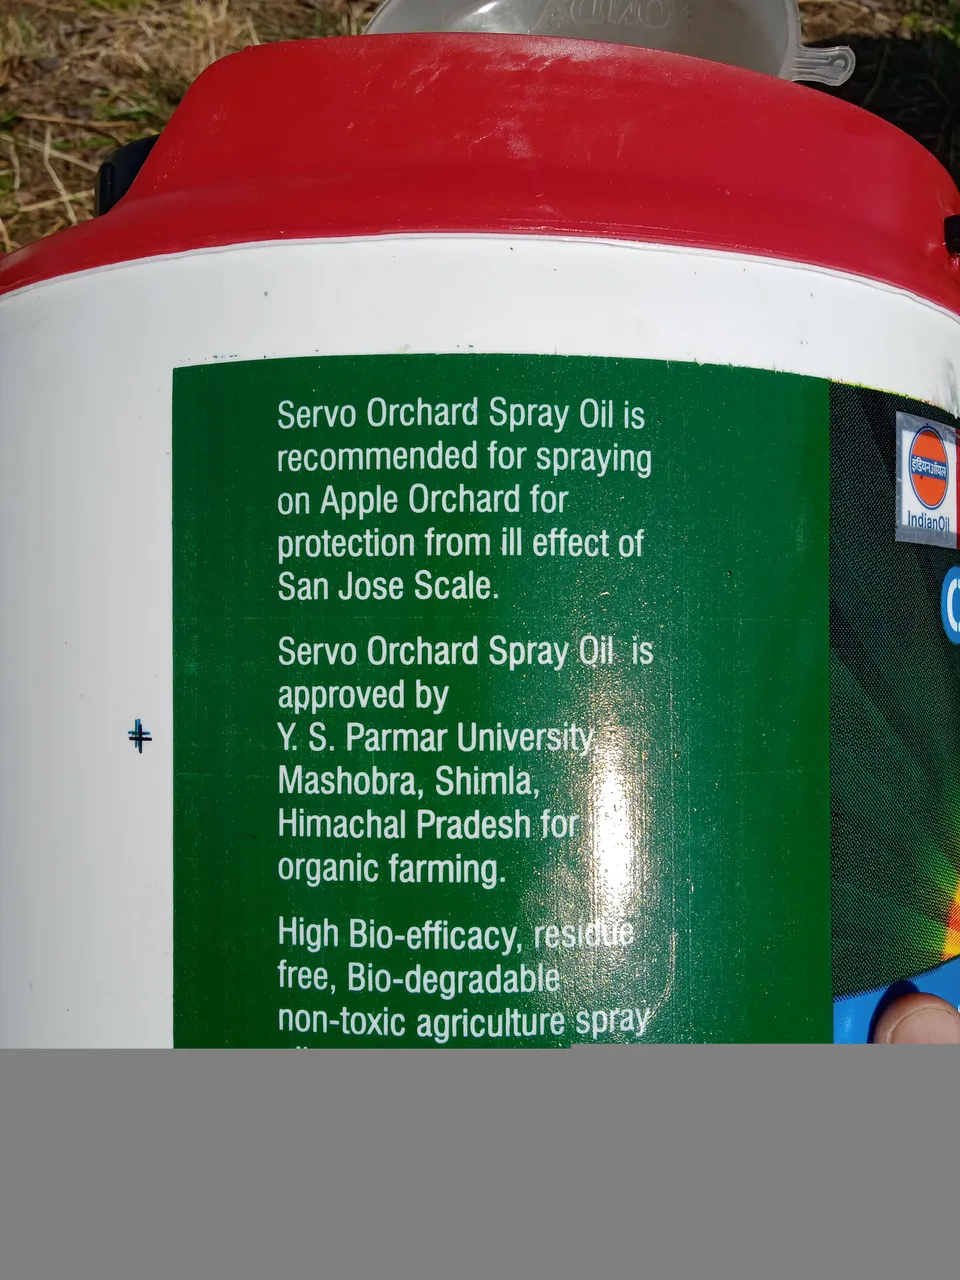 Servo Orchard Spray Oil is
recommended for spraying
on Apple Orchard for
protection from ill effect of
San Jose Scale.
Servo Orchard Spray Oil is
approved by
Y. S. Parmar University
Mashobra, Shimla,
Himachal Pradesh for
organic farming.
High Bio-efficacy, residue
free, Bio-degradable
non-toxic agriculture spray
इंडियनऑयल
IndianOil